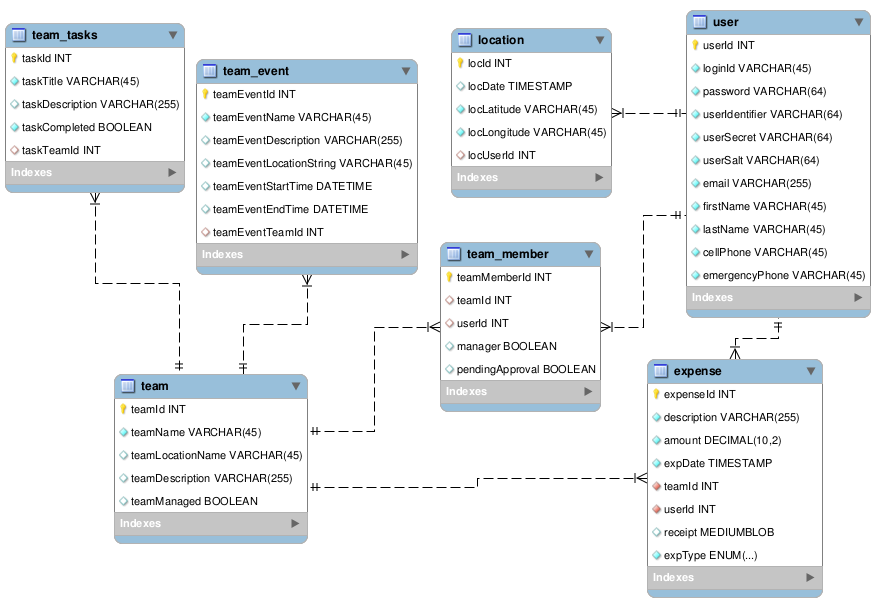 team_tasks
taskId INT
taskTitle VARCHAR(45)
taskDescription VARCHAR(255)
taskCompleted BOOLEAN
taskTeamId INT
Indexes
team_event
teamEventId INT
teamEventName VARCHAR(45)
teamEventDescription VARCHAR(255)
teamEventLocationString VARCHAR(45)
teamEventStartTime DATETIME
teamEventEndTime DATETIME
teamEventTeamId INT
Indexes
location
locId INT
locDate TIMESTAMP
locLatitude VARCHAR(45)
locLongitude VARCHAR(45)
locUserId INT
Indexes
user
userId INT
loginId VARCHAR(45)
password VARCHAR(64)
userIdentifier VARCHAR(64)
userSecret VARCHAR(64)
userSalt VARCHAR(64)
email VARCHAR(255)
firstName VARCHAR(45)
lastName VARCHAR(45)
cellPhone VARCHAR(45)
emergencyPhone VARCHAR(45)
Indexes
team_member
teamMemberId INT
teamId INT
userId INT
manager BOOLEAN
pendingApproval BOOLEAN
Indexes
team
teamId INT
teamName VARCHAR(45)
teamLocationName VARCHAR(45)
teamDescription VARCHAR(255)
teamManaged BOOLEAN
Indexes
expense
expenseId INT
description VARCHAR(255)
amount DECIMAL(10,2)
expDate TIMESTAMP
teamId INT
userId INT
receipt MEDIUMBLOB
expType ENUM(...)
Indexes